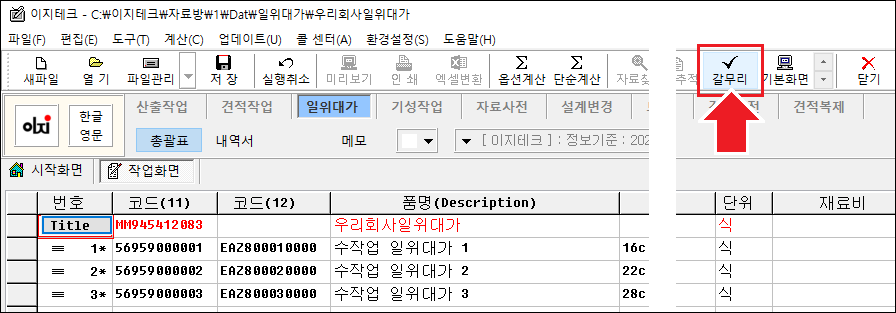 이지테크 - C:₩이지테크₩자료방₩1₩Dat₩일위대가₩우리회사일위대가
파일(F) 편집(E) 도구(T) 계산(C) 업데이트(U) 콜 센터(A) 환경설정(S) 도움말(H)
새파일 열 기 파일관리 저 장 실행취소 미리보기 인 쇄 엑셀변환 옵션계산 단순계산 자료찾 추적 갈무리 기본화면 닫기
산출작업 견적작업 일위대가 기성작업 자료사전 설계변경 견적복제
이지 한글 영문
총괄표 내역서 메모 [ 이지테크 ] : 정보기준 : 202
시작화면 작업화면
번호 코드(11) 코드(12) 품명(Description) 단위 재료비
Title MM945412083 우리회사일위대가 식
1* 56959000001 EAZ800010000 수작업 일위대가 1 16c 식
2* 56959000002 EAZ800020000 수작업 일위대가 2 22c 식
3* 56959000003 EAZ800030000 수작업 일위대가 3 28c 식